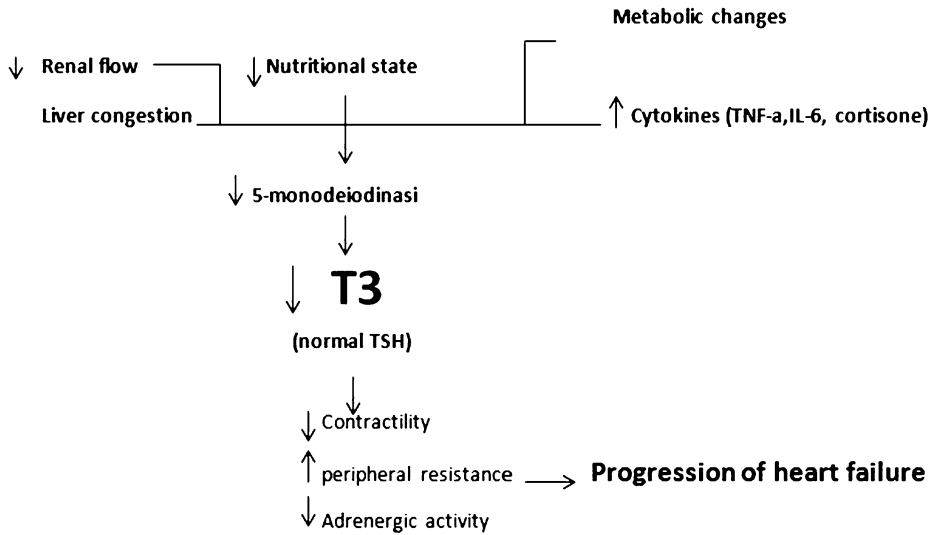 Metabolic changes
↓ Renal flow
↓ Nutritional state
Liver congestion
↑ Cytokines (TNF-a,IL-6, cortisone)
↓ 5-monodeiodinasi
↓ T3
(normal TSH)
↓ Contractility
↑ peripheral resistance → Progression of heart failure
↓ Adrenergic activity